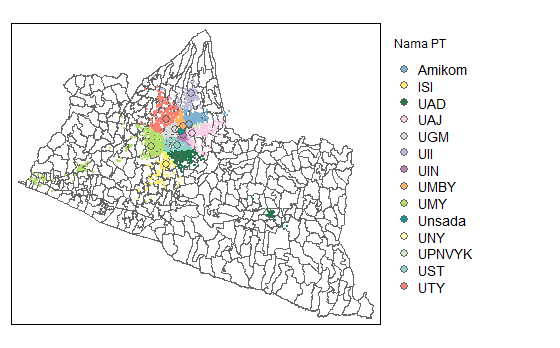 Nama PT
Amikom
ISI
UAD
UAJ
UGM
UII
UIN
UMBY
UMY
Unsada
UNY
UPNVYK
UST
UTY